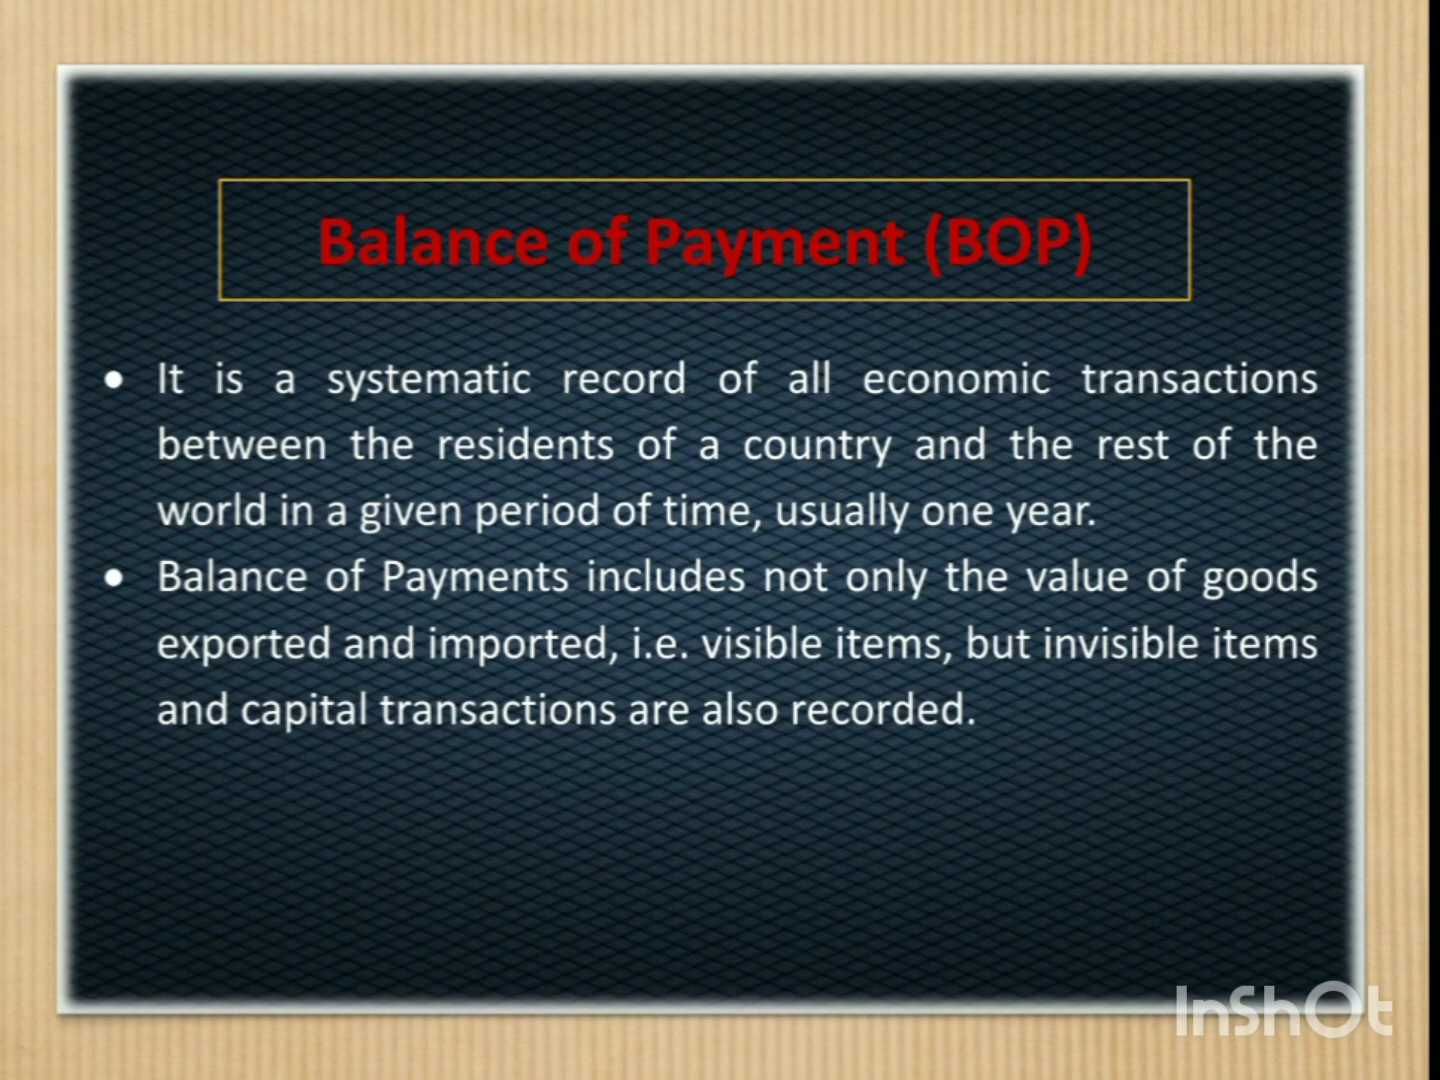 Balance of Payment (BOP)
• It is a systematic record of all economic transactions
between the residents of a country and the rest of the
world in a given period of time, usually one year.
• Balance of Payments includes not only the value of goods
exported and imported, i.e. visible items, but invisible items
and capital transactions are also recorded.
InShOt